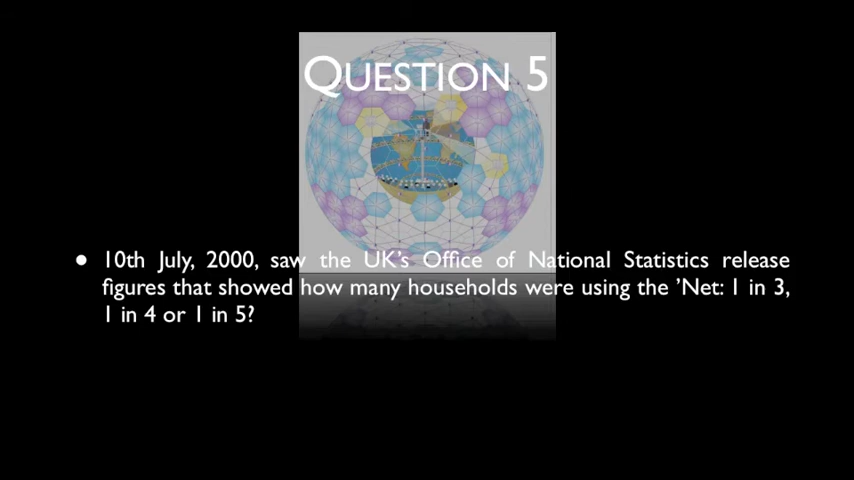 QUESTION 5
• 10th July, 2000, saw the UK's Office of National Statistics release
figures that showed how many households were using the 'Net: 1 in 3,
1 in 4 or 1 in 5?